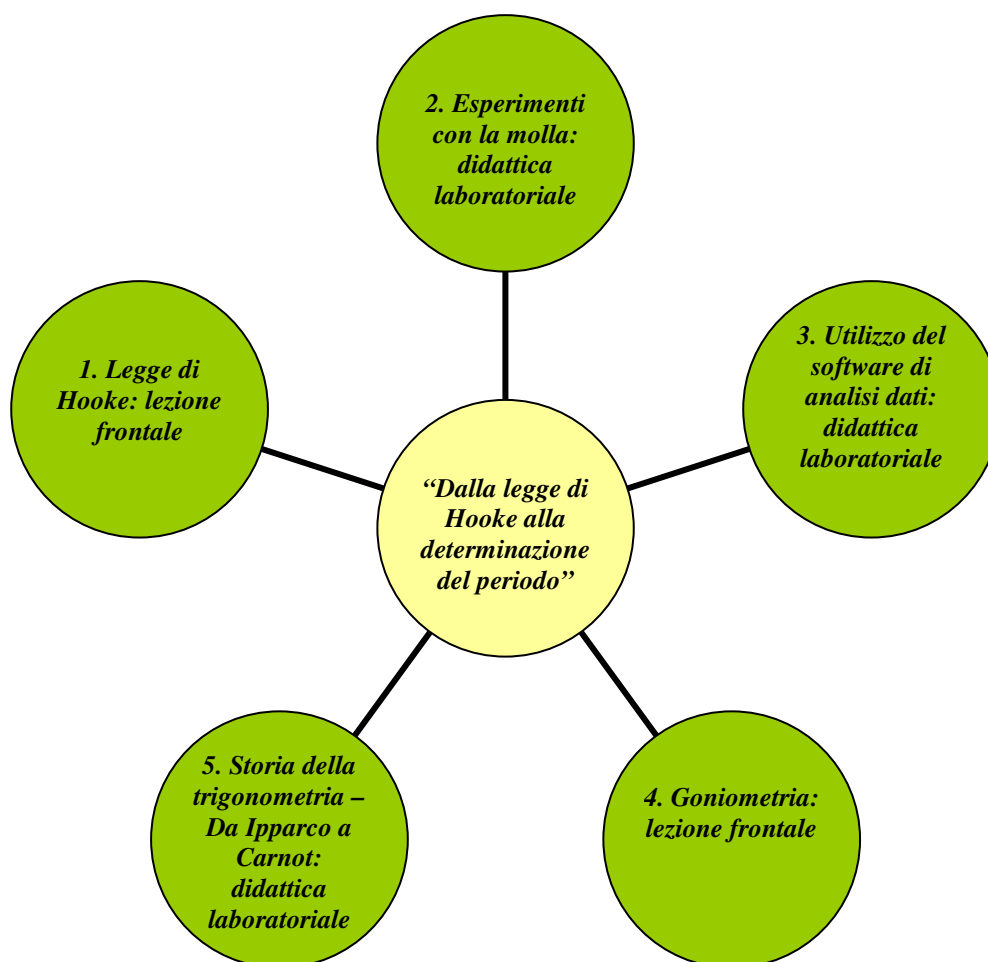 2. Esperimenti
con la molla:
didattica
laboratoriale
1. Legge di
Hooke: lezione
frontale
3. Utilizzo del
software di
analisi dati:
didattica
laboratoriale
“Dalla legge di
Hooke alla
determinazione
del periodo”
5. Storia della
trigonometria –
Da Ipparco a
Carnot:
didattica
laboratoriale
4. Goniometria:
lezione frontale